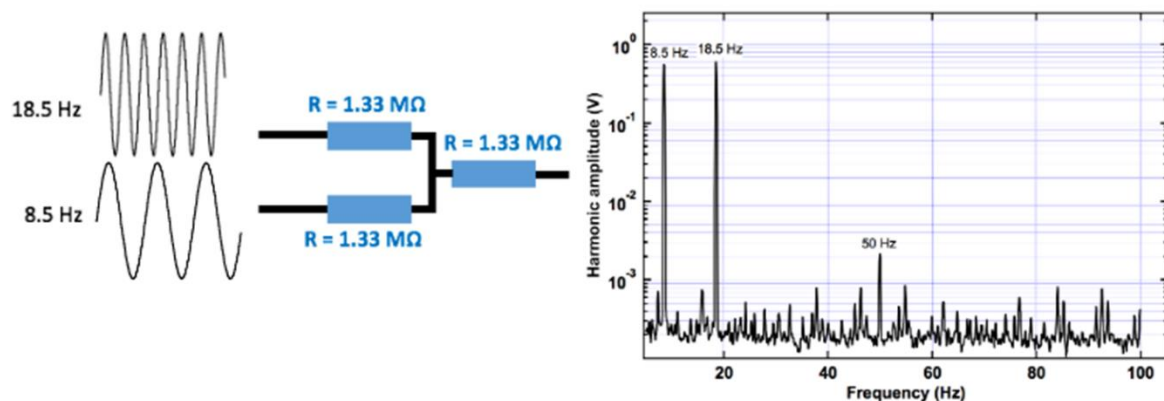 18.5 Hz
8.5 Hz
R = 1.33 MΩ
R = 1.33 MΩ
R = 1.33 MΩ
Harmonic amplitude (V)
10⁰
10⁻¹
10⁻²
10⁻³
8.5 Hz
18.5 Hz
50 Hz
20 40 60 80 100
Frequency (Hz)